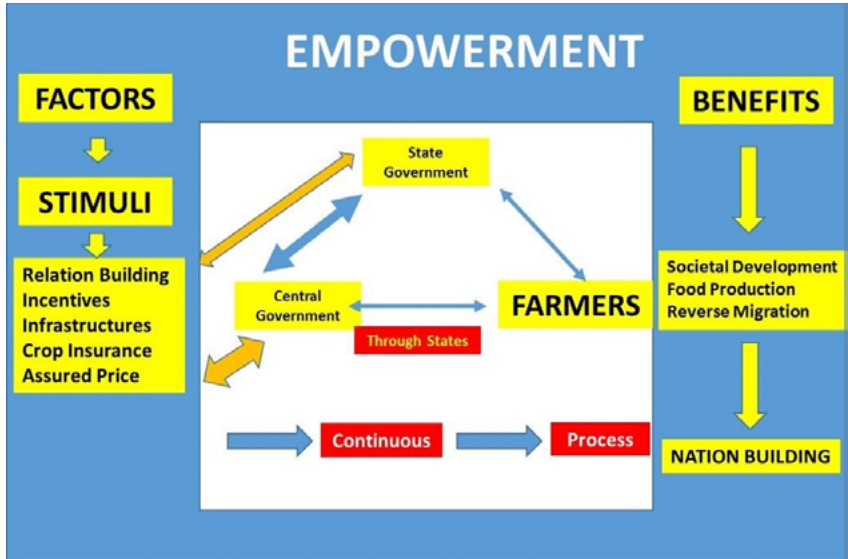 EMPOWERMENT
FACTORS
STIMULI
Relation Building
Incentives
Infrastructures
Crop Insurance
Assured Price
State
Government
Central
Government
FARMERS
Through States
Continuous
Process
BENEFITS
Societal Development
Food Production
Reverse Migration
NATION BUILDING